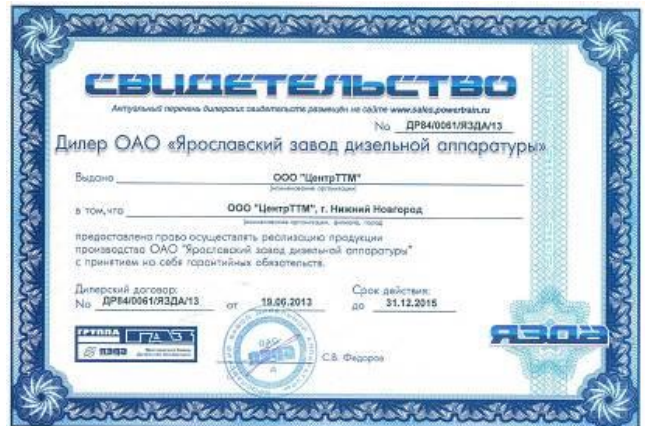 СВИДЕТЕЛЬСТВО
Актуальный перечень дилерских свидетельств размещён на сайте www.sales.powertrain.ru
No ДР84/0061/ЯЗДА/13
Дилер ОАО «Ярославский завод дизельной аппаратуры»
Выдано ООО "ЦентрТТМ"
(наименование организации)
в том, что ООО "ЦентрТТМ", г. Нижний Новгород
(наименование организации, филиала, город)
предоставлено право осуществлять реализацию продукции
производства ОАО "Ярославский завод дизельной аппаратуры"
с принятием на себя гарантийных обязательств.
Дилерский договор: Срок действия:
No ДР84/0061/ЯЗДА/13 от 19.06.2013 до 31.12.2015
ГРУППА ГАЗ
ЯЗДА
ЯЗДА
С.В. Федоров